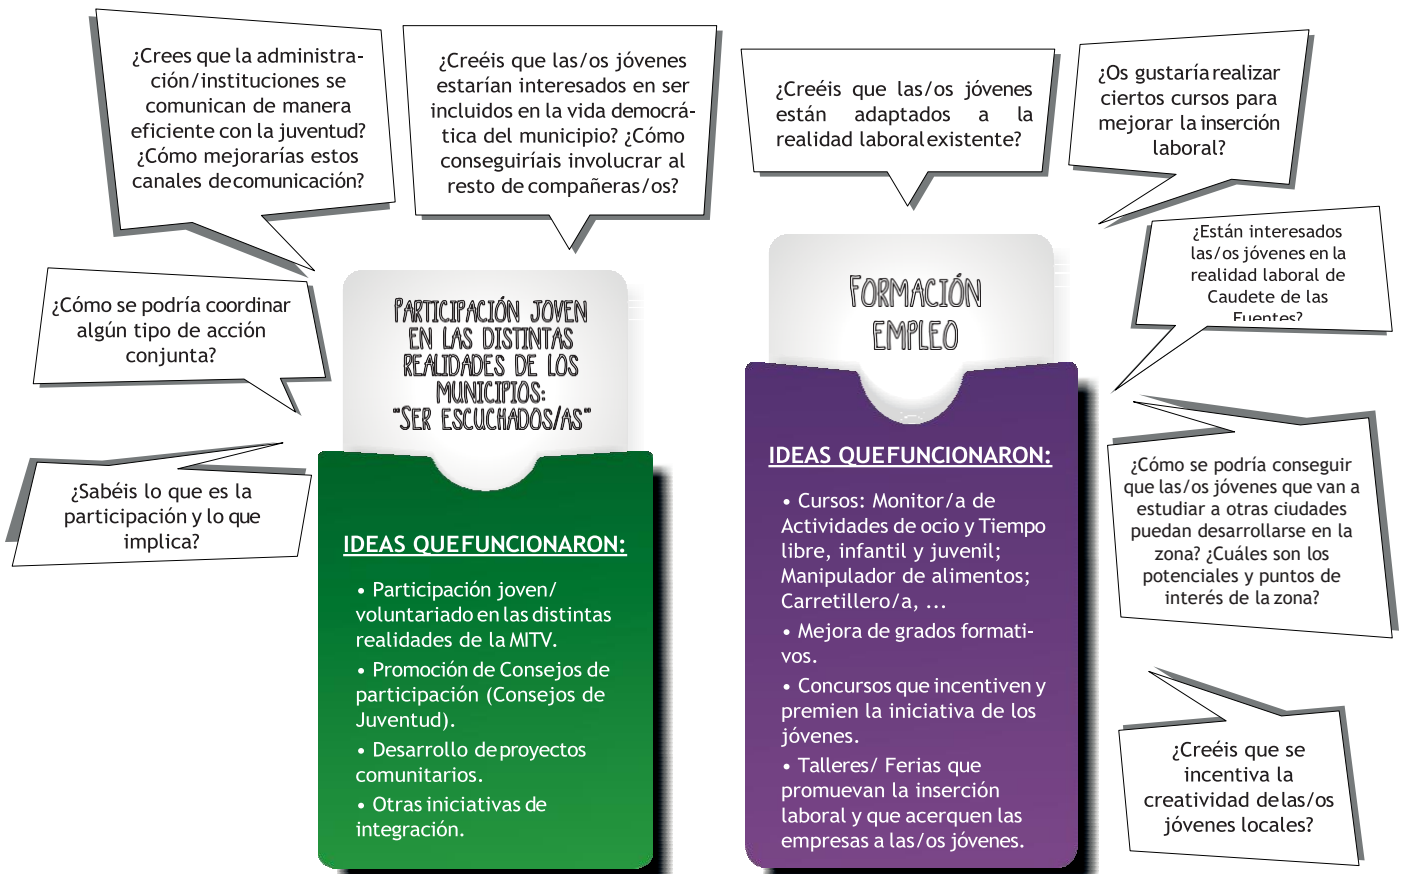 ¿Crees que la administra-
ción/instituciones se
comunican de manera
eficiente con la juventud?
¿Cómo mejorarías estos
canales de comunicación?
¿Creéis que las/os jóvenes
estarían interesados en ser
incluidos en la vida democrá-
tica del municipio? ¿Cómo
conseguiríais involucrar al
resto de compañeras/os?
¿Creéis que las/os jóvenes
están adaptados a la
realidad laboral existente?
¿Os gustaría realizar
ciertos cursos para
mejorar la inserción
laboral?
¿Están interesados
las/os jóvenes en la
realidad laboral de
Caudete de las
Fuentes?
¿Cómo se podría coordinar
algún tipo de acción
conjunta?
¿Sabéis lo que es la
participación y lo que
implica?
Participación joven
en las distintas
realidades de los
municipios:
"Ser escuchados/as"
IDEAS QUE FUNCIONARON:
• Participación joven/
voluntariado en las distintas
realidades de la MITV.
• Promoción de Consejos de
participación (Consejos de
Juventud).
• Desarrollo de proyectos
comunitarios.
• Otras iniciativas de
integración.
Formación
empleo
IDEAS QUE FUNCIONARON:
• Cursos: Monitor/a de
Actividades de ocio y Tiempo
libre, infantil y juvenil;
Manipulador de alimentos;
Carretillero/a, ...
• Mejora de grados formati-
vos.
• Concursos que incentiven y
premien la iniciativa de los
jóvenes.
• Talleres/ Ferias que
promuevan la inserción
laboral y que acerquen las
empresas a las/os jóvenes.
¿Cómo se podría conseguir
que las/os jóvenes que van a
estudiar a otras ciudades
puedan desarrollarse en la
zona? ¿Cuáles son los
potenciales y puntos de
interés de la zona?
¿Creéis que se
incentiva la
creatividad de las/os
jóvenes locales?